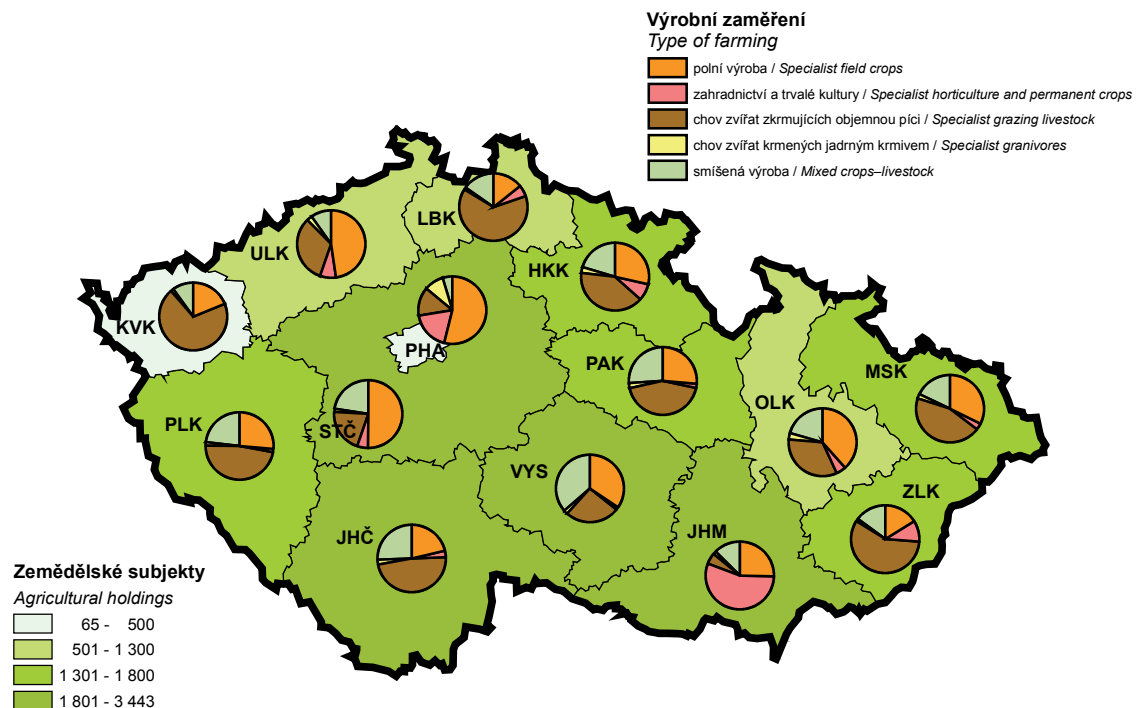 Výrobní zaměření
Type of farming
polní výroba / Specialist field crops
zahradnictví a trvalé kultury / Specialist horticulture and permanent crops
chov zvířat zkrmujících objemnou píci / Specialist grazing livestock
chov zvířat krmených jadrným krmivem / Specialist granivores
smíšená výroba / Mixed crops–livestock
LBK
ULK
HKK
KVK
PHA
PAK
MSK
OLK
PLK
STČ
VYS
ZLK
JHČ
JHM
Zemědělské subjekty
Agricultural holdings
65 - 500
501 - 1 300
1 301 - 1 800
1 801 - 3 443